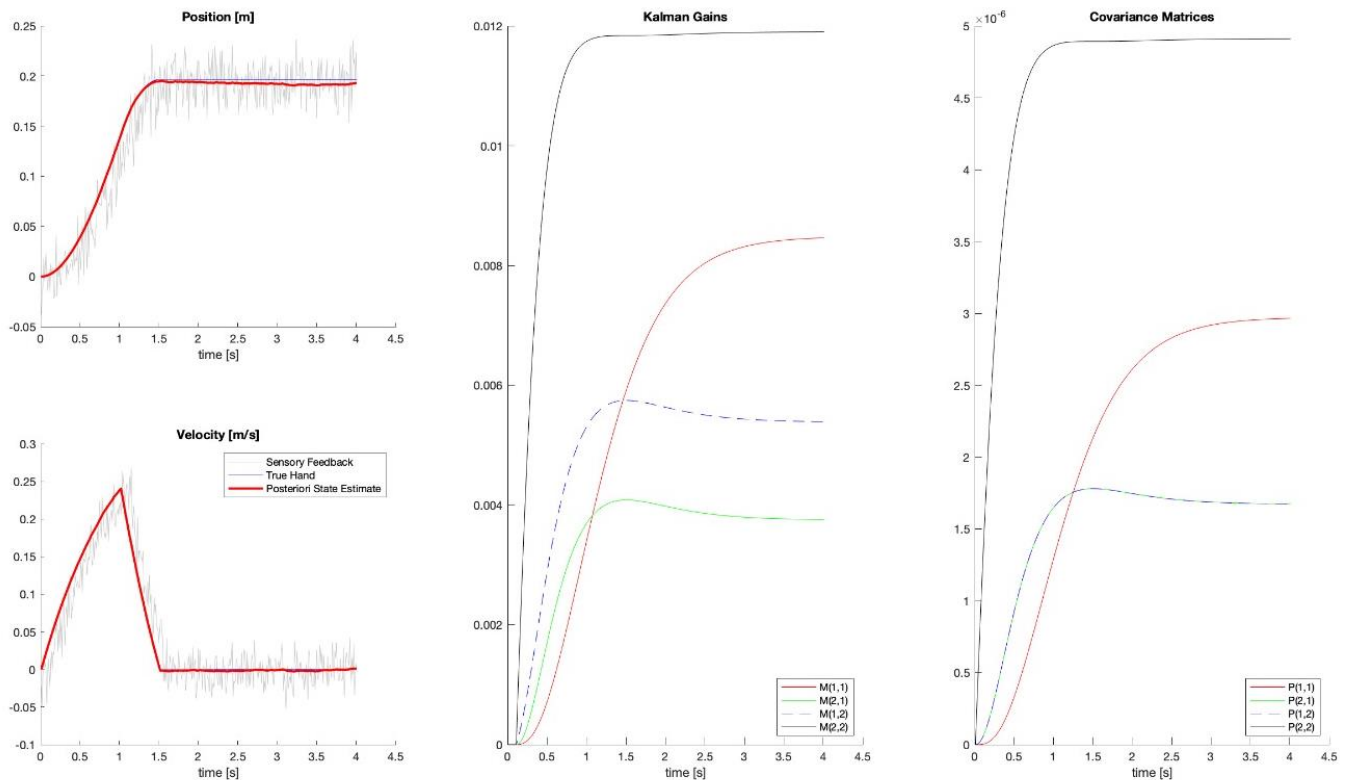 Position [m]
0.25
0.2
0.15
0.1
0.05
0
-0.05
0 0.5 1 1.5 2 2.5 3 3.5 4 4.5
time [s]
Velocity [m/s]
0.3
0.25
0.2
0.15
0.1
0.05
0
-0.05
-0.1
Sensory Feedback
True Hand
Posteriori State Estimate
0 0.5 1 1.5 2 2.5 3 3.5 4 4.5
time [s]
Kalman Gains
0.012
0.01
0.008
0.006
0.004
0.002
0
M(1,1)
M(2,1)
M(1,2)
M(2,2)
0 0.5 1 1.5 2 2.5 3 3.5 4 4.5
time [s]
Covariance Matrices
×10⁻⁶
5
4.5
4
3.5
3
2.5
2
1.5
1
0.5
0
P(1,1)
P(2,1)
P(1,2)
P(2,2)
0 0.5 1 1.5 2 2.5 3 3.5 4 4.5
time [s]